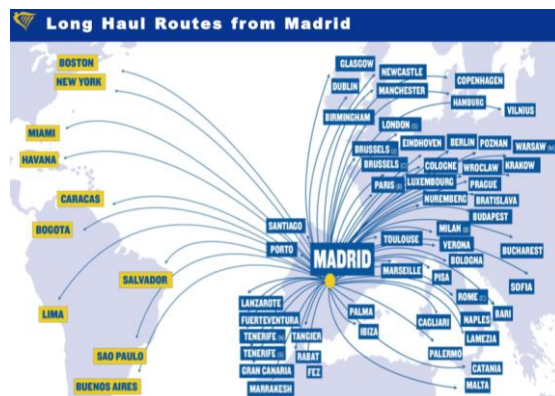 Long Haul Routes from Madrid
BOSTON
NEW YORK
MIAMI
HAVANA
CARACAS
BOGOTA
LIMA
SALVADOR
SAO PAULO
BUENOS AIRES
GLASGOW
NEWCASTLE
COPENHAGEN
DUBLIN
MANCHESTER
HAMBURG
VILNIUS
BIRMINGHAM
LONDON (S)
BRUSSELS (Z)
EINDHOVEN
BERLIN
POZNAN
WARSAW (M)
BRUSSELS (C)
COLOGNE
WROCLAW
KRAKOW
PARIS (B)
LUXEMBOURG
PRAGUE
NUREMBERG
BRATISLAVA
BUDAPEST
SANTIAGO
MILAN (B)
PORTO
MADRID
TOULOUSE
VERONA
BUCHAREST
BOLOGNA
MARSEILLE
PISA
SOFIA
ROME (C)
BARI
LANZAROTE
PALMA
NAPLES
FUERTEVENTURA
CAGLIARI
IBIZA
TENERIFE (N)
TANGIER
LAMEZIA
TENERIFE (S)
RABAT
PALERMO
GRAN CANARIA
FEZ
CATANIA
MARRAKESH
MALTA